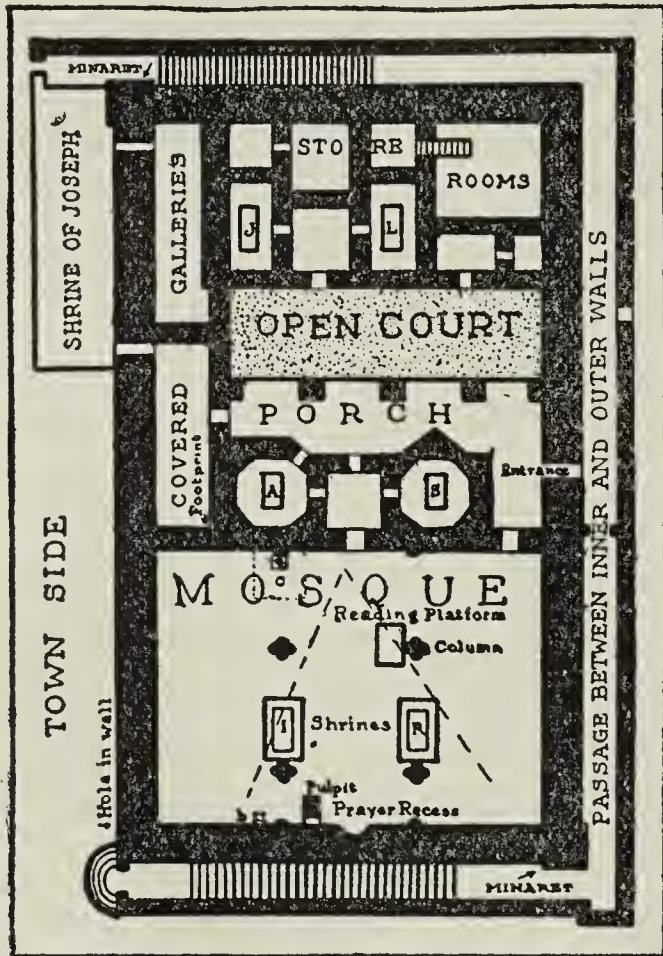 MINARET
SHRINE OF JOSEPH
GALLERIES
STO RE
ROOMS
J
L
OPEN COURT
PORCH
COVERED
Footprint
A
S
Entrance
PASSAGE BETWEEN INNER AND OUTER WALLS
TOWN SIDE
MOSQUE
c
Reading Platform
Column
I
Shrines
R
Hole in wall
b
Pulpit
Prayer Recess
MINARET